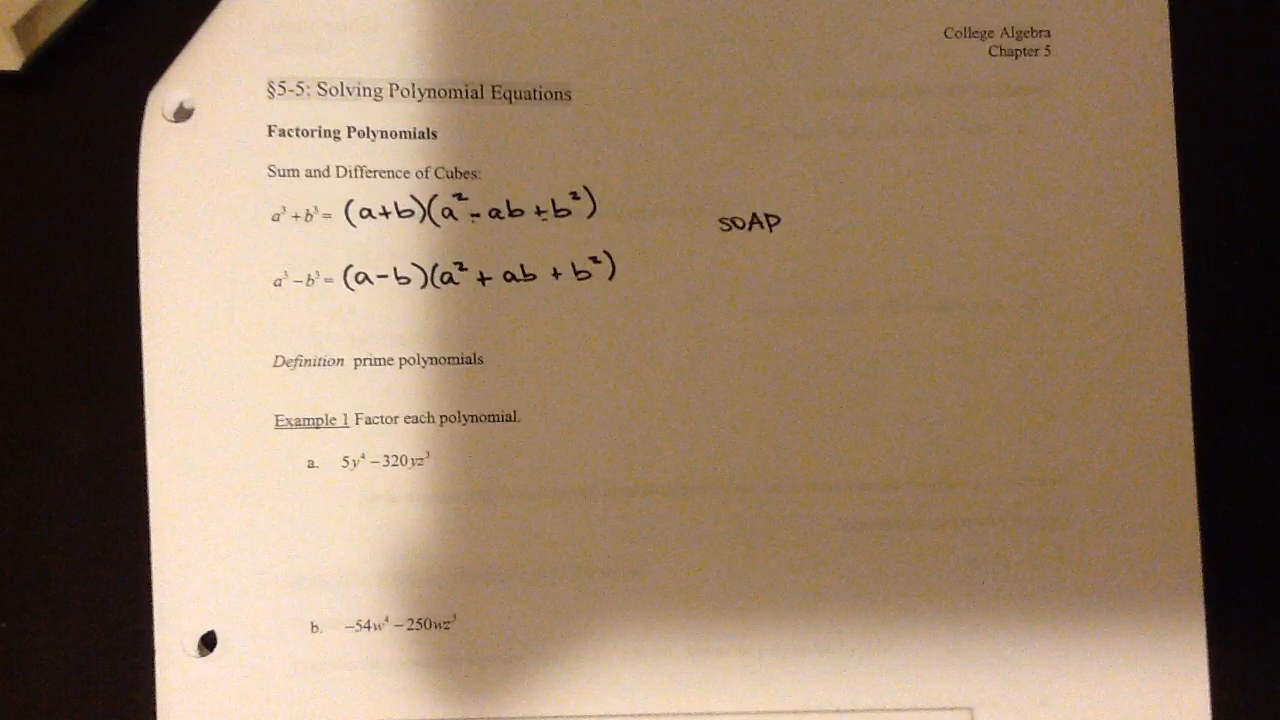 College Algebra
Chapter 5
§5-5: Solving Polynomial Equations
Factoring Polynomials
Sum and Difference of Cubes:
a³ + b³ = (a+b)(a² - ab + b²)
SOAP
a³ − b³ = (a-b)(a² + ab + b²)
Definition prime polynomials
Example 1 Factor each polynomial.
a. 5y⁴ − 320yz³
b. −54w⁴ − 250wz³